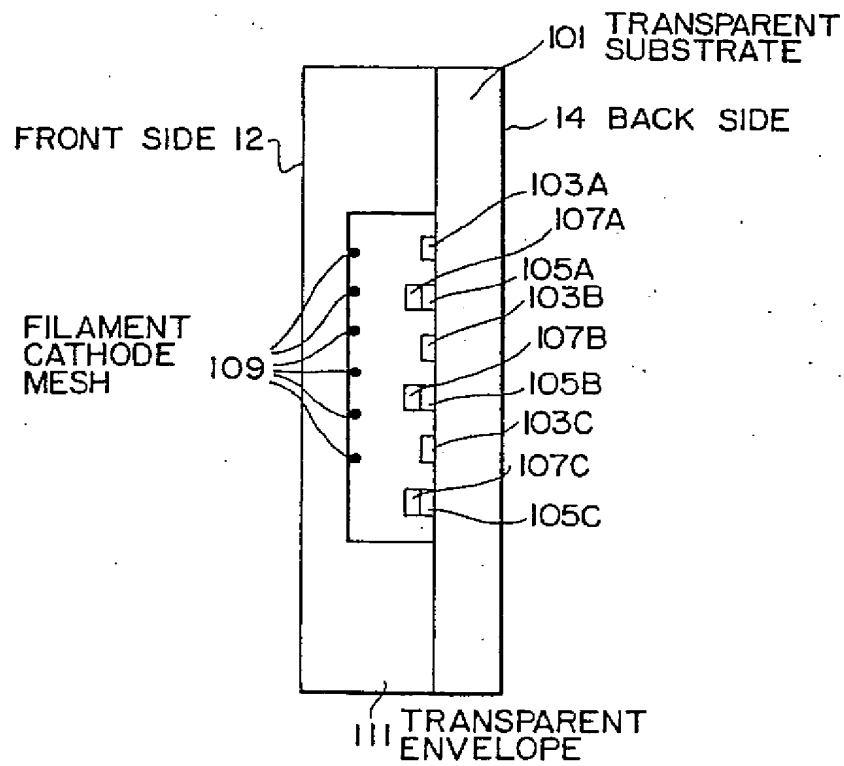 101 TRANSPARENT
SUBSTRATE
14 BACK SIDE
FRONT SIDE 12
103A
107A
105A
103B
107B
105B
103C
107C
105C
FILAMENT
CATHODE
MESH
109
111 TRANSPARENT
ENVELOPE